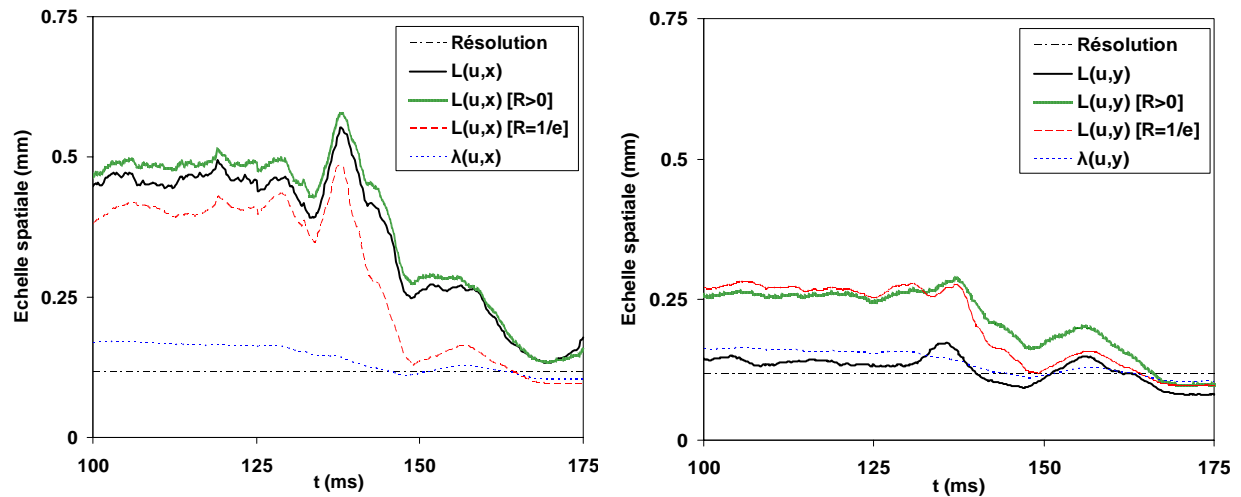 0.75
0.5
0.25
0
Echelle spatiale (mm)
100
125
150
175
t (ms)
Résolution
L(u,x)
L(u,x) [R>0]
L(u,x) [R=1/e]
λ(u,x)
0.75
0.5
0.25
0
Echelle spatiale (mm)
100
125
150
175
t (ms)
Résolution
L(u,y)
L(u,y) [R>0]
L(u,y) [R=1/e]
λ(u,y)